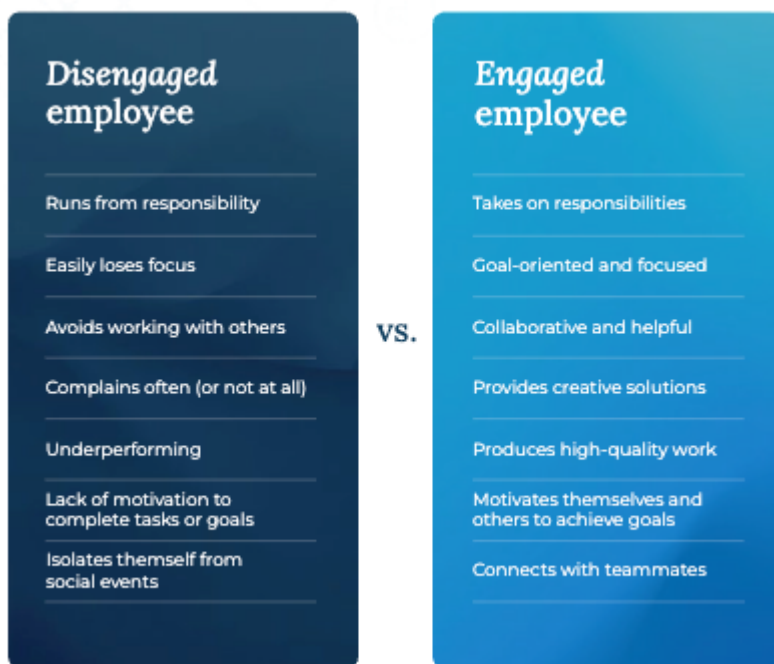 Disengaged
employee
Runs from responsibility
Easily loses focus
Avoids working with others
Complains often (or not at all)
Underperforming
Lack of motivation to
complete tasks or goals
Isolates themself from
social events
vs.
Engaged
employee
Takes on responsibilities
Goal-oriented and focused
Collaborative and helpful
Provides creative solutions
Produces high-quality work
Motivates themselves and
others to achieve goals
Connects with teammates